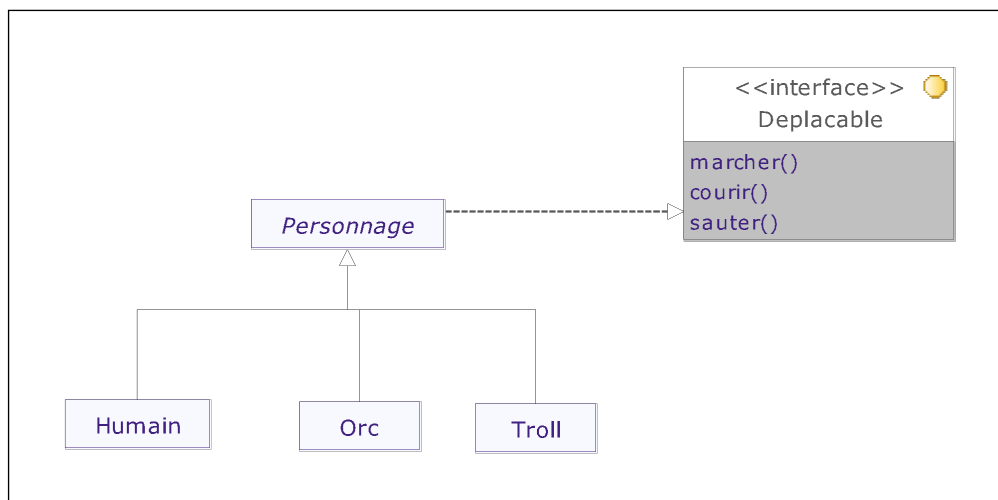 <<interface>>
Deplacable
marcher()
courir()
sauter()
Personnage
Humain
Orc
Troll